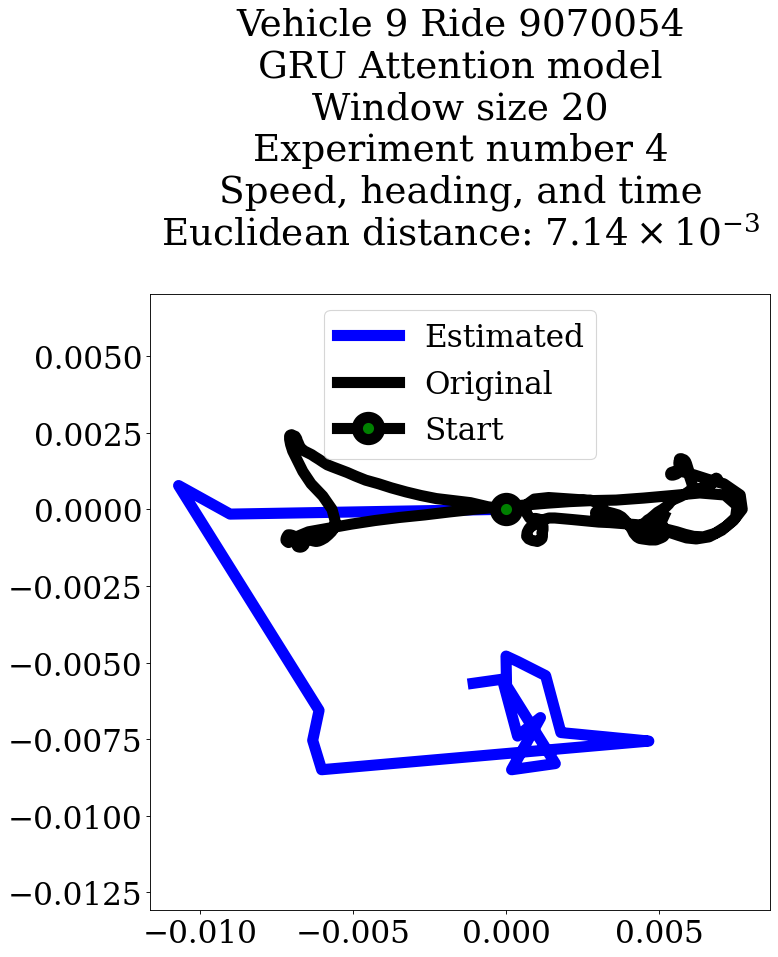 Vehicle 9 Ride 9070054
GRU Attention model
Window size 20
Experiment number 4
Speed, heading, and time
Euclidean distance: 7.14 × 10⁻³
Estimated
Original
Start
0.0050
0.0025
0.0000
−0.0025
−0.0050
−0.0075
−0.0100
−0.0125
−0.010 −0.005 0.000 0.005